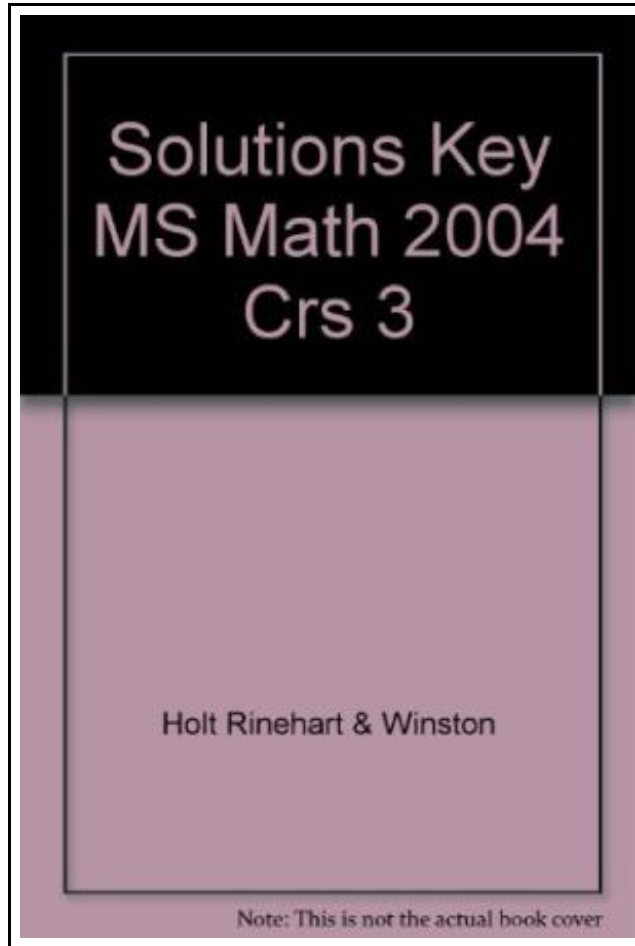 Solutions Key
MS Math 2004
Crs 3
Holt Rinehart & Winston
Note: This is not the actual book cover